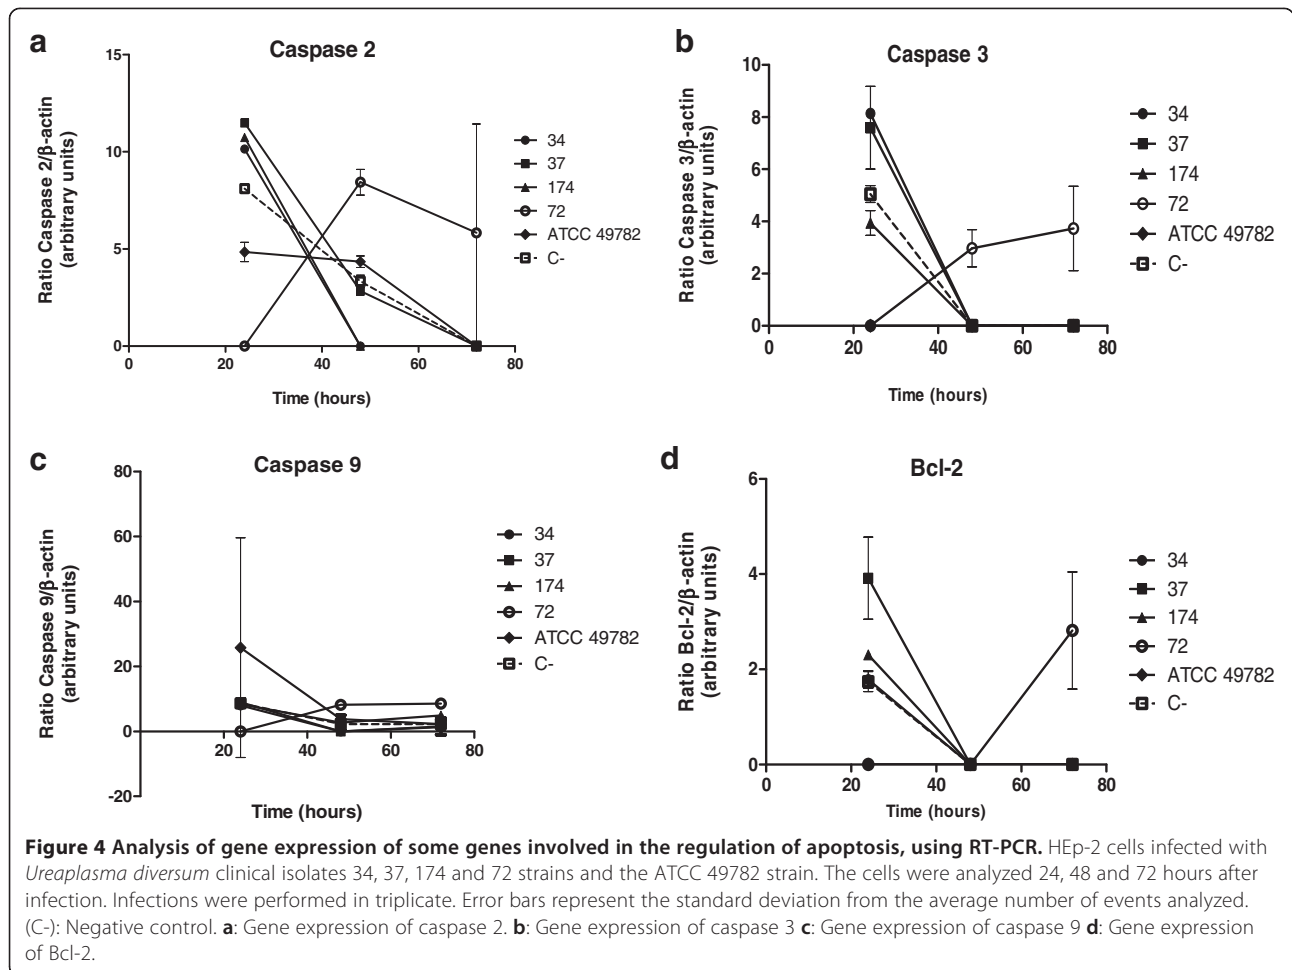 a
Caspase 2
Ratio Caspase 2/β-actin
(arbitrary units)
15
10
5
0
0
20
40
60
80
Time (hours)
34
37
174
72
ATCC 49782
C-
b
Caspase 3
Ratio Caspase 3/β-actin
(arbitrary units)
10
8
6
4
2
0
0
20
40
60
80
Time (hours)
34
37
174
72
ATCC 49782
C-
c
Caspase 9
Ratio Caspase 9/β-actin
(arbitrary units)
80
60
40
20
0
-20
20
40
60
80
Time (hours)
34
37
174
72
ATCC 49782
C-
d
Bcl-2
Ratio Bcl-2/β-actin
(arbitrary units)
6
4
2
0
0
20
40
60
80
Time (hours)
34
37
174
72
ATCC 49782
C-
Figure 4 Analysis of gene expression of some genes involved in the regulation of apoptosis, using RT-PCR. HEp-2 cells infected with
Ureaplasma diversum clinical isolates 34, 37, 174 and 72 strains and the ATCC 49782 strain. The cells were analyzed 24, 48 and 72 hours after
infection. Infections were performed in triplicate. Error bars represent the standard deviation from the average number of events analyzed.
(C-): Negative control. a: Gene expression of caspase 2. b: Gene expression of caspase 3 c: Gene expression of caspase 9 d: Gene expression
of Bcl-2.